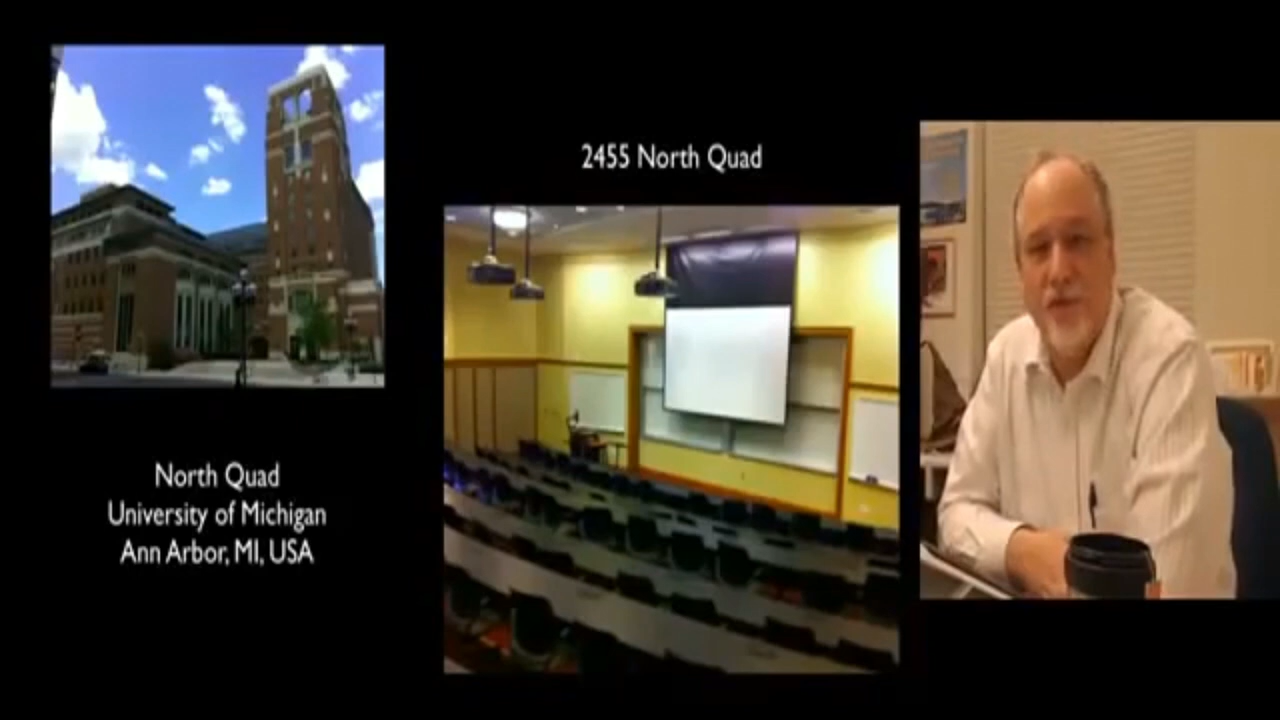 2455 North Quad
North Quad
University of Michigan
Ann Arbor, MI, USA